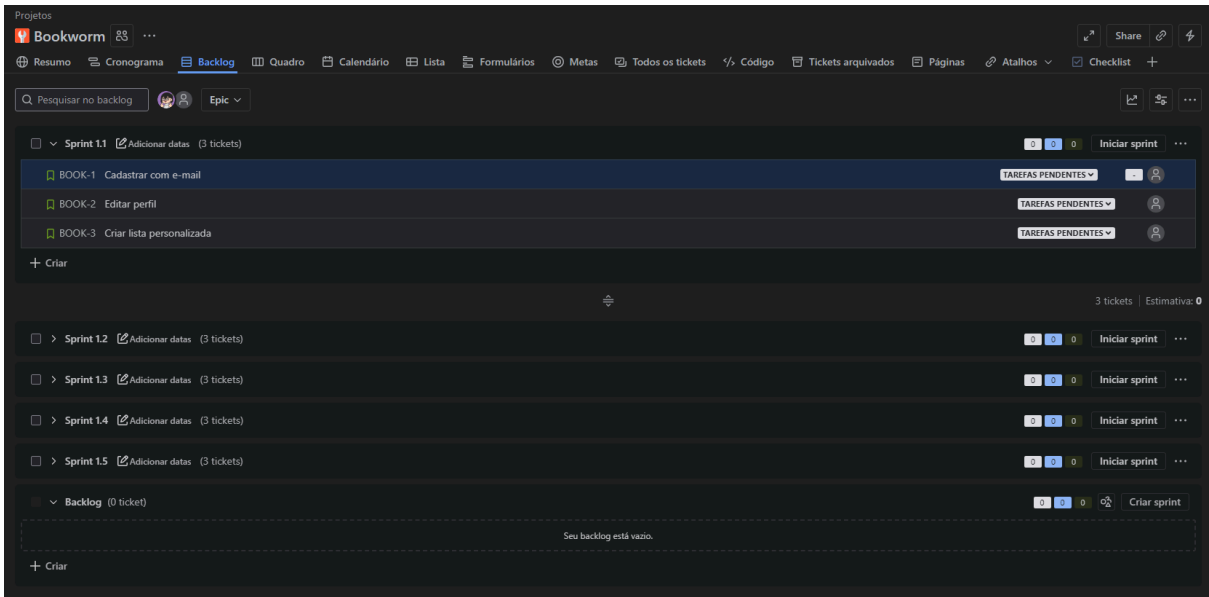 Projetos
Bookworm
Share
Resumo Cronograma Backlog Quadro Calendário Lista Formulários Metas Todos os tickets Código Tickets arquivados Páginas Atalhos Checklist
Pesquisar no backlog Epic
Sprint 1.1 Adicionar datas (3 tickets) 0 0 0 Iniciar sprint
BOOK-1 Cadastrar com e-mail TAREFAS PENDENTES -
BOOK-2 Editar perfil TAREFAS PENDENTES
BOOK-3 Criar lista personalizada TAREFAS PENDENTES
+ Criar
3 tickets | Estimativa: 0
Sprint 1.2 Adicionar datas (3 tickets) 0 0 0 Iniciar sprint
Sprint 1.3 Adicionar datas (3 tickets) 0 0 0 Iniciar sprint
Sprint 1.4 Adicionar datas (3 tickets) 0 0 0 Iniciar sprint
Sprint 1.5 Adicionar datas (3 tickets) 0 0 0 Iniciar sprint
Backlog (0 ticket) 0 0 0 Criar sprint
Seu backlog está vazio.
+ Criar